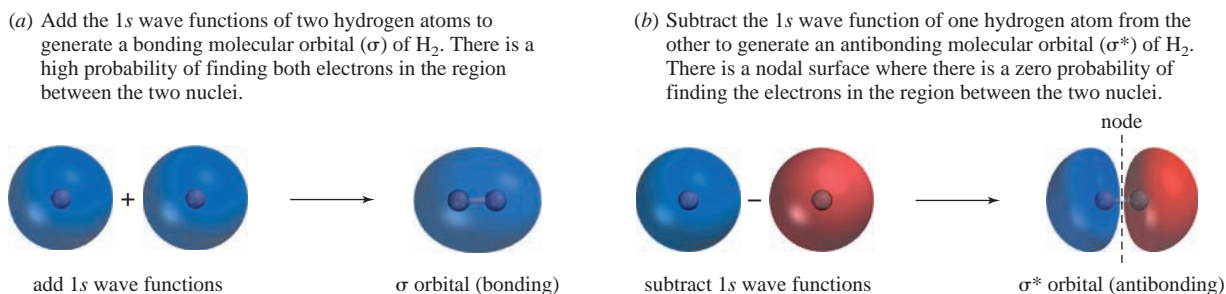 (a) Add the 1s wave functions of two hydrogen atoms to
generate a bonding molecular orbital (σ) of H₂. There is a
high probability of finding both electrons in the region
between the two nuclei.
+
add 1s wave functions
σ orbital (bonding)
(b) Subtract the 1s wave function of one hydrogen atom from the
other to generate an antibonding molecular orbital (σ*) of H₂.
There is a nodal surface where there is a zero probability of
finding the electrons in the region between the two nuclei.
node
–
subtract 1s wave functions
σ* orbital (antibonding)